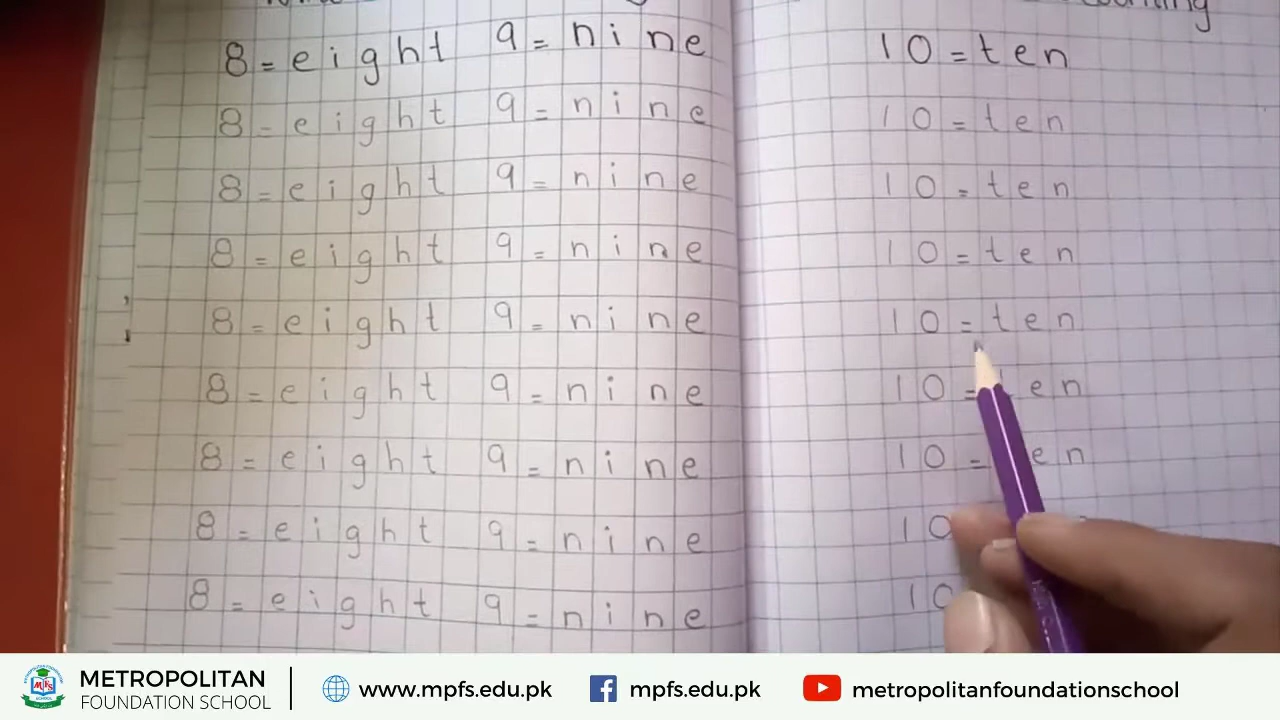 8 = eight 9 = nine
8 = eight 9 = nine
8 = eight 9 = nine
8 = eight 9 = nine
8 = eight 9 = nine
8 = eight 9 = nine
8 = eight 9 = nine
8 = eight 9 = nine
8 = eight 9 = nine
10 = ten
10 = ten
10 = ten
10 = ten
10 = ten
10 = ten
10 = en
10
10
METROPOLITAN
FOUNDATION SCHOOL
www.mpfs.edu.pk
mpfs.edu.pk
metropolitanfoundationschool